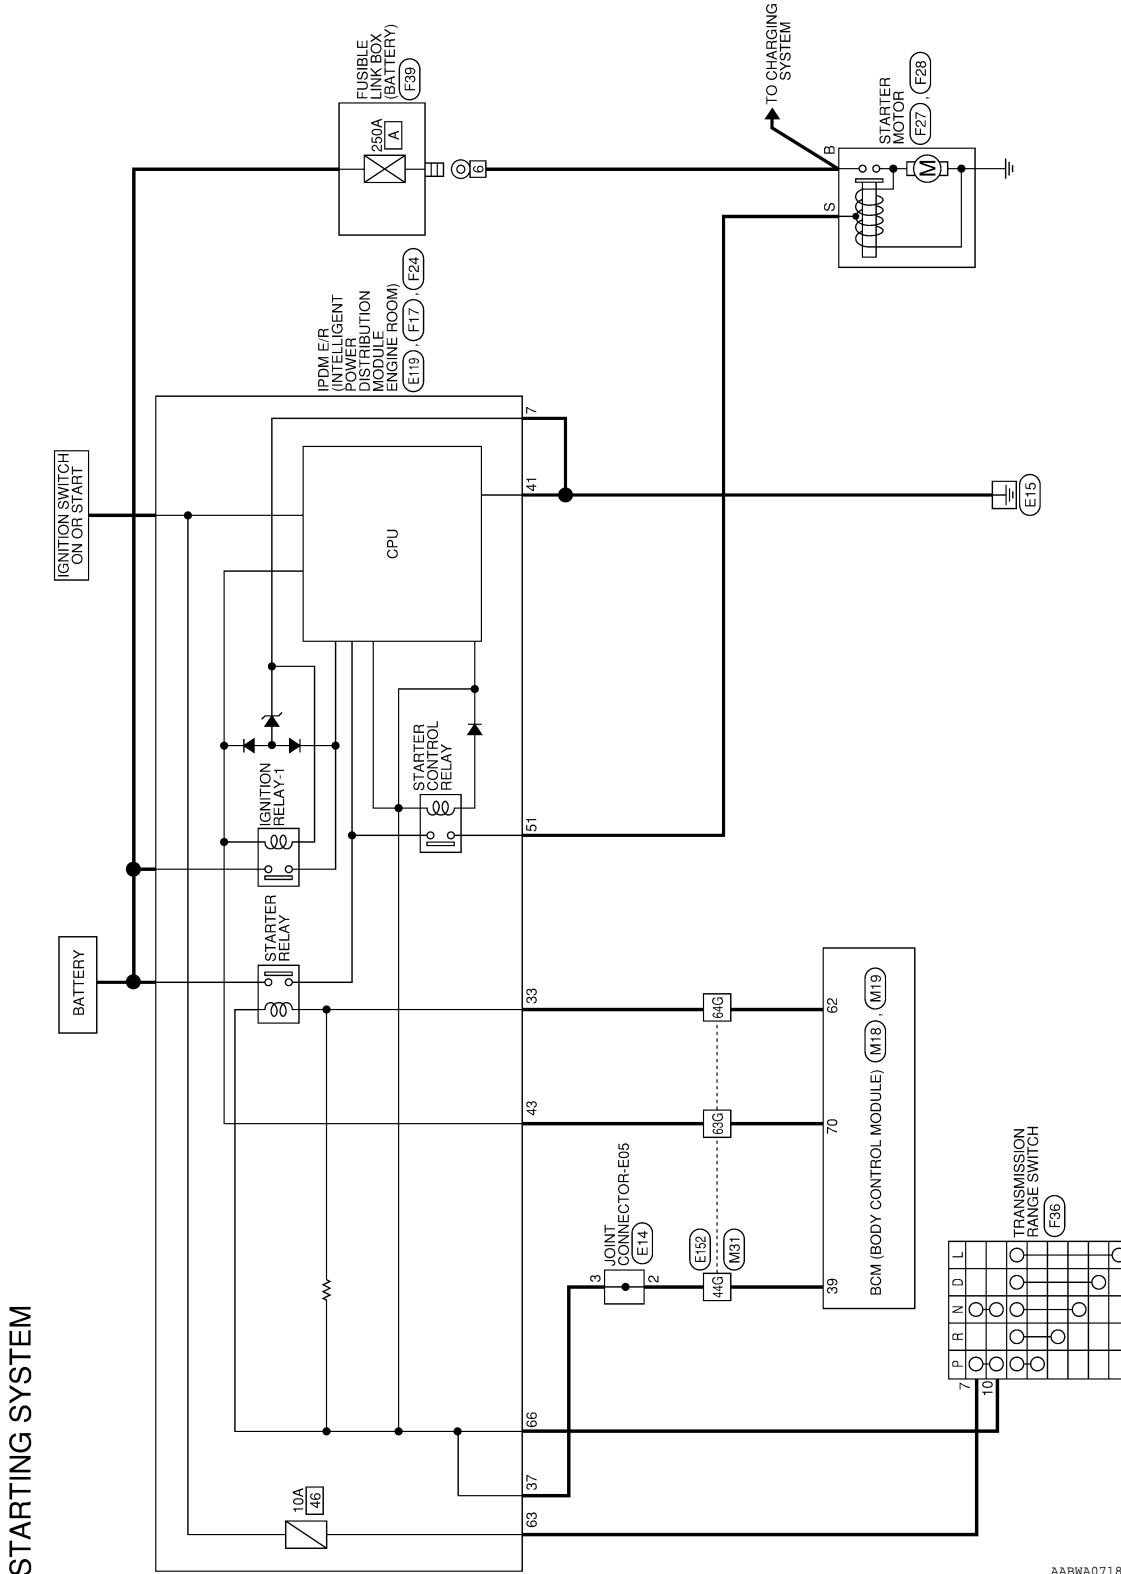 STARTING SYSTEM
BATTERY
IGNITION SWITCH
ON OR START
FUSIBLE
LINK BOX
(BATTERY)
F39
250A
A
6
TO CHARGING
SYSTEM
STARTER
MOTOR
F27 , F28
B
S
M
IPDM E/R
(INTELLIGENT
POWER
DISTRIBUTION
MODULE
ENGINE ROOM)
E119 , F17 , F24
10A
46
STARTER
RELAY
IGNITION
RELAY-1
STARTER
CONTROL
RELAY
CPU
63
37
66
43
33
51
41
7
E15
JOINT
CONNECTOR-E05
E14
3
2
E152
M31
44G
63G
64G
39
70
62
BCM (BODY CONTROL MODULE) M18 , M19
TRANSMISSION
RANGE SWITCH
F36
P R N D L
7
10
AABWA0718